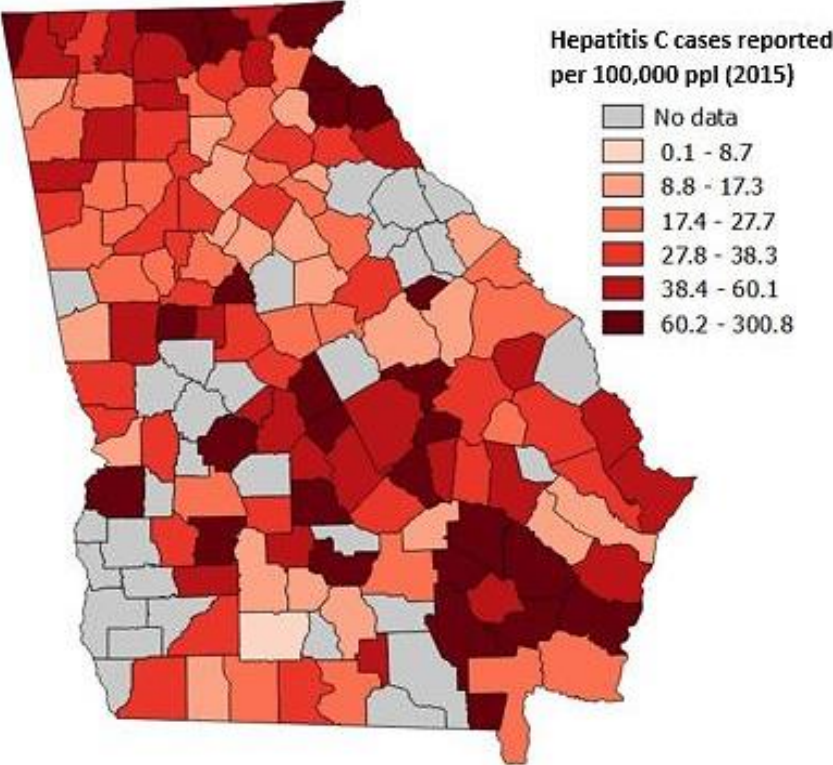 Hepatitis C cases reported
per 100,000 ppl (2015)
No data
0.1 - 8.7
8.8 - 17.3
17.4 - 27.7
27.8 - 38.3
38.4 - 60.1
60.2 - 300.8